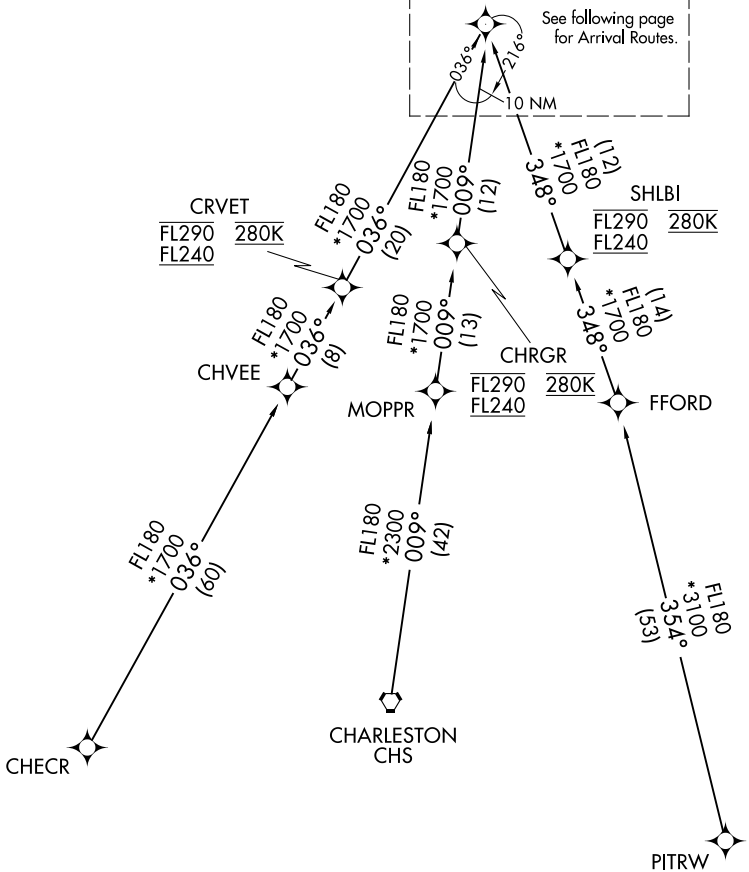 See following page
for Arrival Routes.
036°
216°
10 NM
FL180
*1700
036°
(20)
FL180
*1700
009°
(12)
(12)
FL180
*1700
348°
CRVET
FL290 280K
FL240
SHLBI
FL290 280K
FL240
FL180
*1700
036°
(8)
FL180
*1700
009°
(13)
(14)
FL180
*1700
348°
CHVEE
CHRGR
FL290 280K
FL240
MOPPR
FFORD
FL180
*1700
036°
(60)
FL180
*2300
009°
(42)
FL180
*3100
354°
(53)
CHARLESTON
CHS
CHECR
PITRW